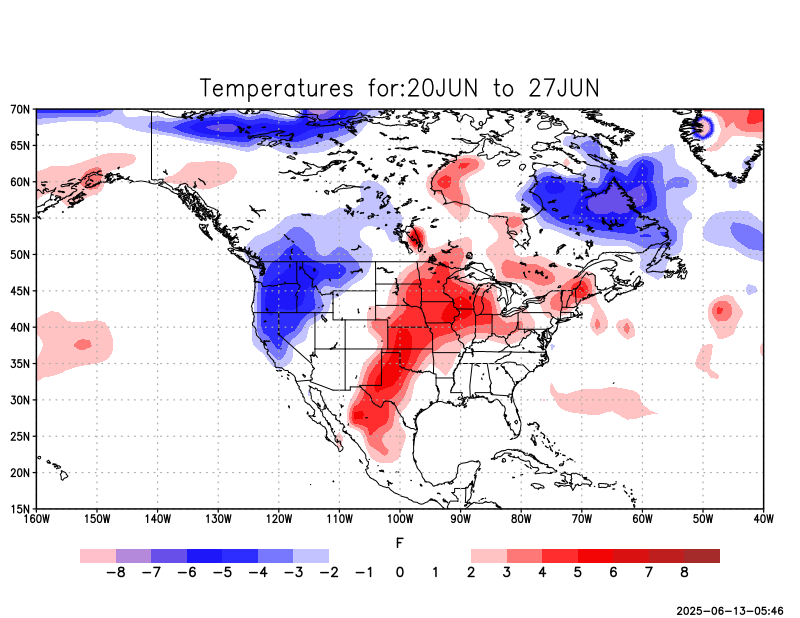 Temperatures for:20JUN to 27JUN
70N
65N
60N
55N
50N
45N
40N
35N
30N
25N
20N
15N
160W 150W 140W 130W 120W 110W 100W 90W 80W 70W 60W 50W 40W
F
-8 -7 -6 -5 -4 -3 -2 -1 0 1 2 3 4 5 6 7 8
2025-06-13-05:46